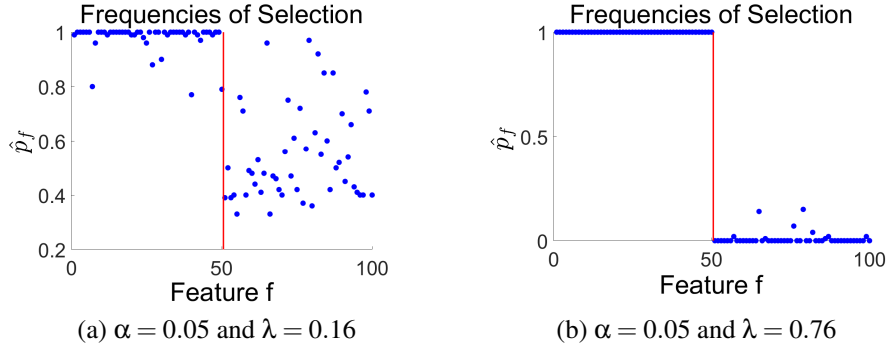 Frequencies of Selection
1
0.8
0.6
0.4
0.2
p̂f
0
50
100
Feature f
(a) α = 0.05 and λ = 0.16
Frequencies of Selection
1
0.5
0
p̂f
0
50
100
Feature f
(b) α = 0.05 and λ = 0.76